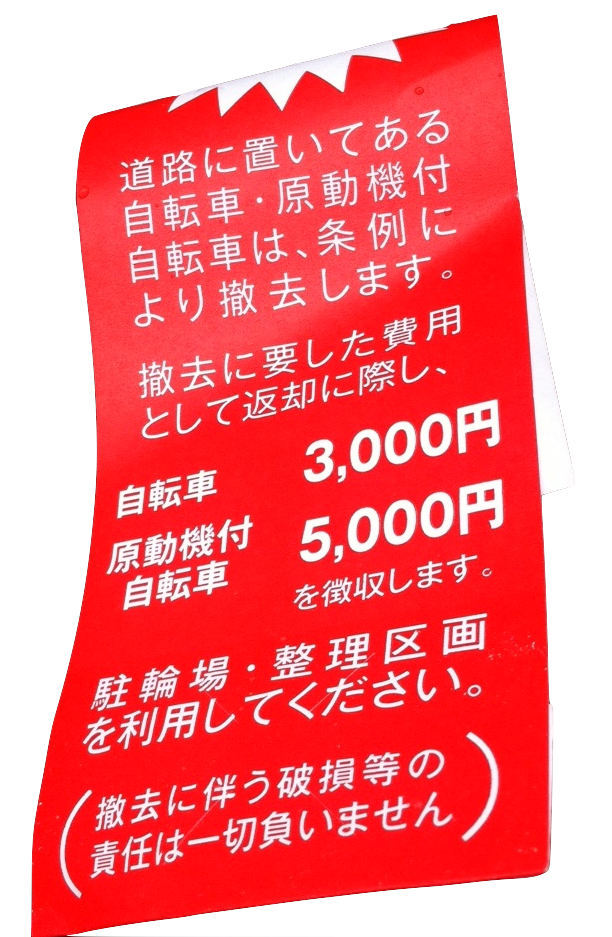 道路に置いてある
自転車・原動機付
自転車は、条例に
より撤去します。
撤去に要した費用
として返却に際し、
自転車 3,000円
原動機付
自転車 5,000円
を徴収します。
駐輪場・整理区画
を利用してください。
(撤去に伴う破損等の
責任は一切負いません)